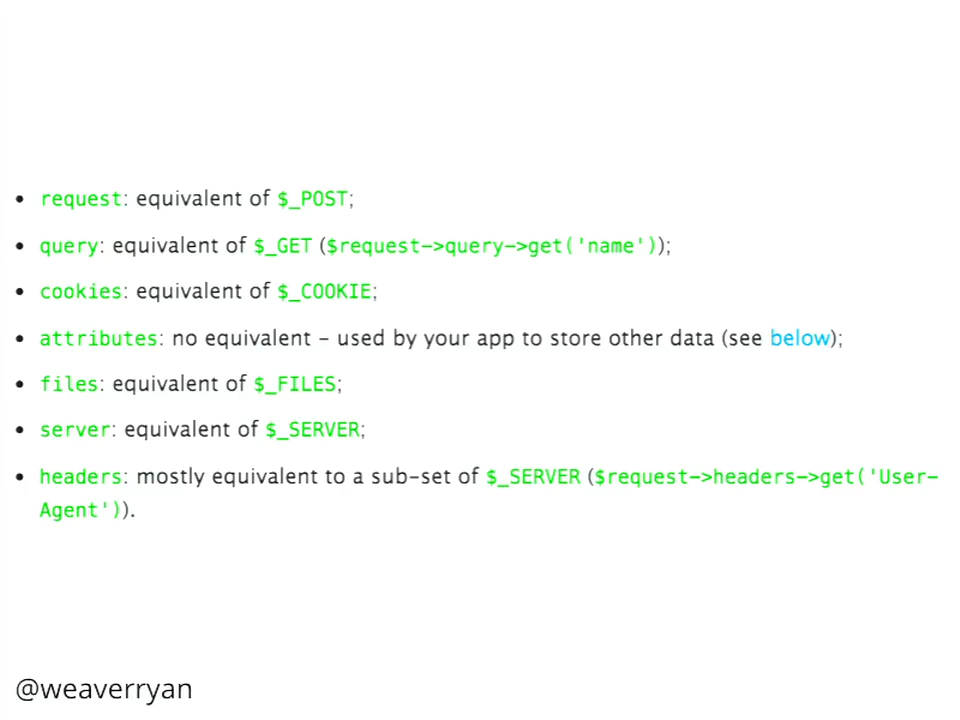 • request: equivalent of $_POST;
• query: equivalent of $_GET ($request->query->get('name'));
• cookies: equivalent of $_COOKIE;
• attributes: no equivalent - used by your app to store other data (see below);
• files: equivalent of $_FILES;
• server: equivalent of $_SERVER;
• headers: mostly equivalent to a sub-set of $_SERVER ($request->headers->get('User-
Agent')).
@weaverryan